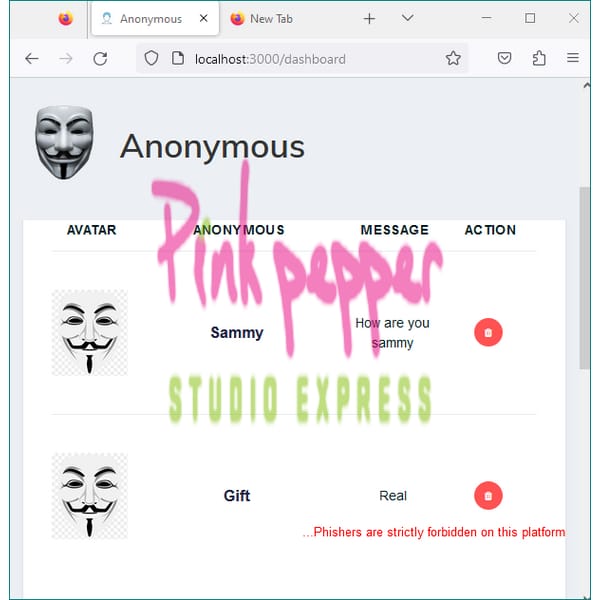 Anonymous
New Tab
localhost:3000/dashboard
Anonymous
AVATAR ANONYMOUS MESSAGE ACTION
Pink pepper
STUDIO EXPRESS
Sammy
How are you
sammy
Gift
Real
...Phishers are strictly forbidden on this platform